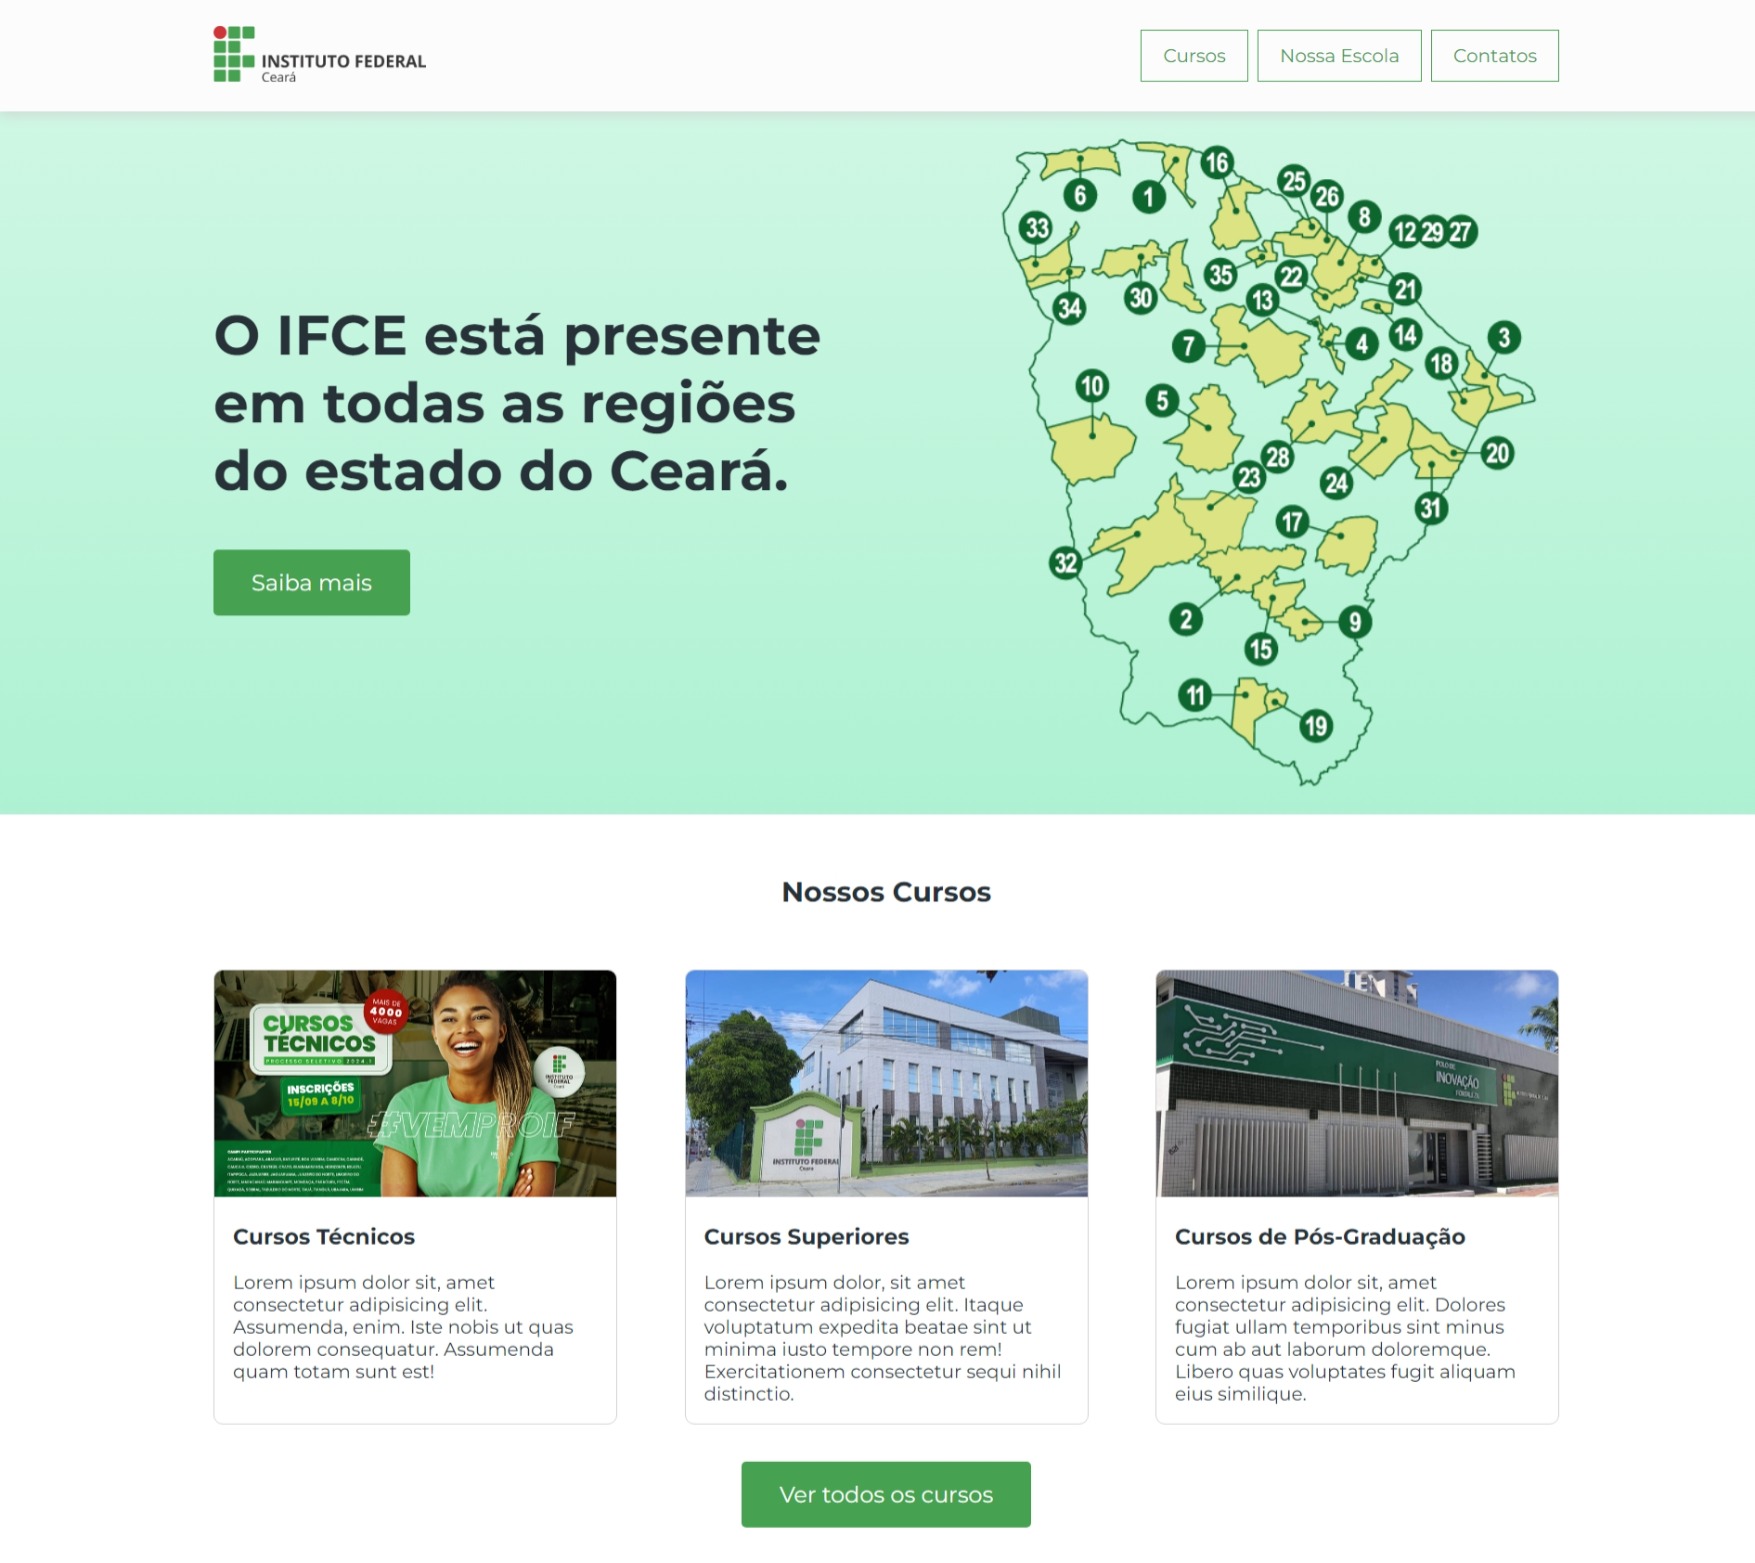 INSTITUTO FEDERAL
Ceará
Cursos
Nossa Escola
Contatos
O IFCE está presente
em todas as regiões
do estado do Ceará.
Saiba mais
16
25
26
6
1
8
33
12 29 27
35
22
21
34
30
13
14
3
7
4
18
10
5
28
20
23
24
31
17
32
2
9
15
11
19
Nossos Cursos
MAIS DE
4000
VAGAS
CURSOS
TÉCNICOS
PROCESSO SELETIVO 2024.1
INSCRIÇÕES
15/09 A 8/10
INSTITUTO
FEDERAL
Ceará
#VEMPROIF
INSTITUTO FEDERAL
Ceará
POLO DE
INOVAÇÃO
FORTALEZA
Cursos Técnicos
Lorem ipsum dolor sit, amet
consectetur adipisicing elit.
Assumenda, enim. Iste nobis ut quas
dolorem consequatur. Assumenda
quam totam sunt est!
Cursos Superiores
Lorem ipsum dolor, sit amet
consectetur adipisicing elit. Itaque
voluptatum expedita beatae sint ut
minima iusto tempore non rem!
Exercitationem consectetur sequi nihil
distinctio.
Cursos de Pós-Graduação
Lorem ipsum dolor sit, amet
consectetur adipisicing elit. Dolores
fugiat ullam temporibus sint minus
cum ab aut laborum doloremque.
Libero quas voluptates fugit aliquam
eius similique.
Ver todos os cursos